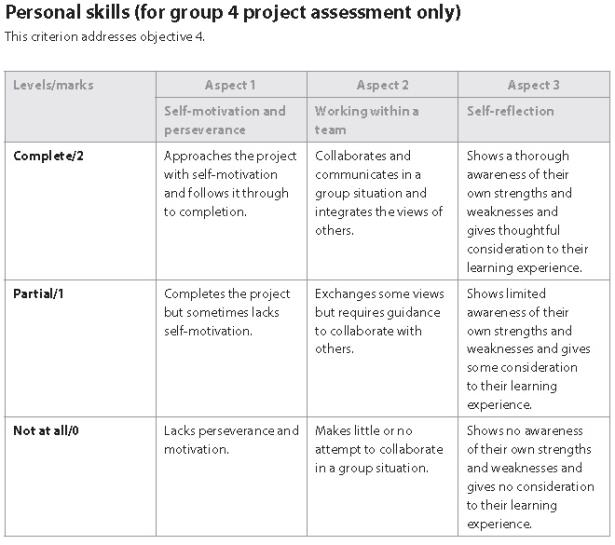 Personal skills (for group 4 project assessment only)
This criterion addresses objective 4.
Levels/marks
Aspect 1
Aspect 2
Aspect 3
Self-motivation and
perseverance
Working within a
team
Self-reflection
Complete/2
Approaches the project
with self-motivation
and follows it through
to completion.
Collaborates and
communicates in a
group situation and
integrates the views of
others.
Shows a thorough
awareness of their
own strengths and
weaknesses and
gives thoughtful
consideration to their
learning experience.
Partial/1
Completes the project
but sometimes lacks
self-motivation.
Exchanges some views
but requires guidance
to collaborate with
others.
Shows limited
awareness of their
own strengths and
weaknesses and gives
some consideration
to their learning
experience.
Not at all/0
Lacks perseverance and
motivation.
Makes little or no
attempt to collaborate
in a group situation.
Shows no awareness
of their own strengths
and weaknesses and
gives no consideration
to their learning
experience.